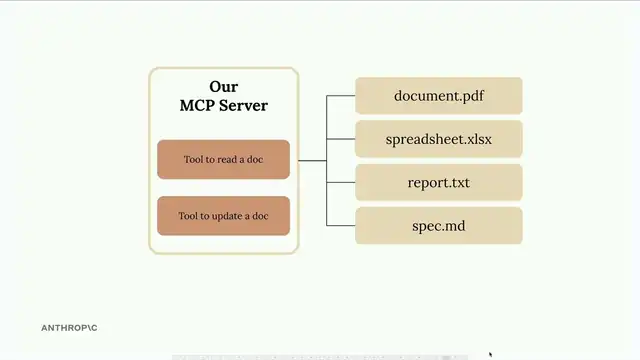 Our
MCP Server
Tool to read a doc
Tool to update a doc
document.pdf
spreadsheet.xlsx
report.txt
spec.md
ANTHROP\C